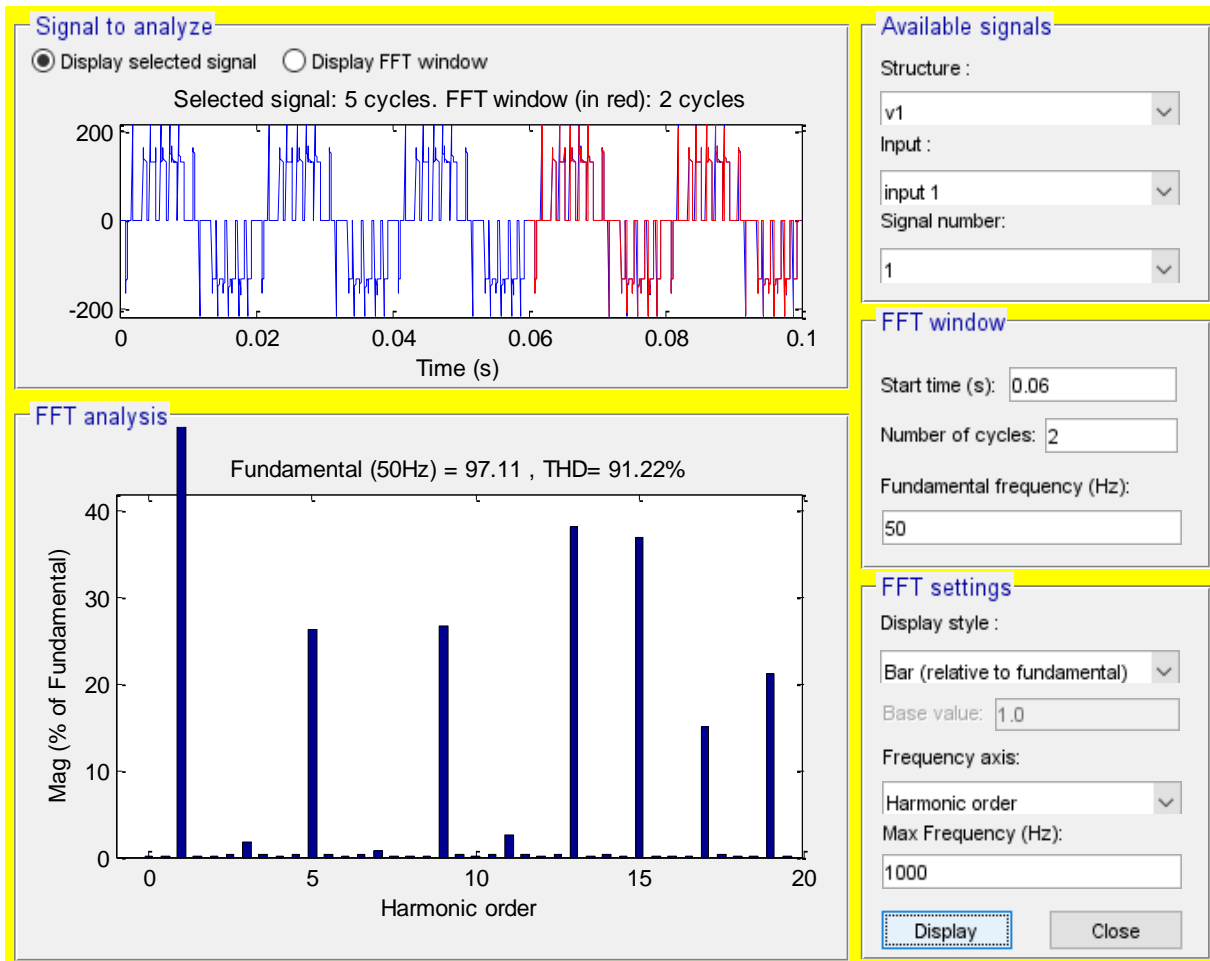 Signal to analyze
Display selected signal Display FFT window
Selected signal: 5 cycles. FFT window (in red): 2 cycles
200
0
-200
0 0.02 0.04 0.06 0.08 0.1
Time (s)
FFT analysis
Fundamental (50Hz) = 97.11 , THD= 91.22%
40
30
20
10
0
Mag (% of Fundamental)
0 5 10 15 20
Harmonic order
Available signals
Structure :
v1
Input :
input 1
Signal number:
1
FFT window
Start time (s): 0.06
Number of cycles: 2
Fundamental frequency (Hz):
50
FFT settings
Display style :
Bar (relative to fundamental)
Base value: 1.0
Frequency axis:
Harmonic order
Max Frequency (Hz):
1000
Display Close